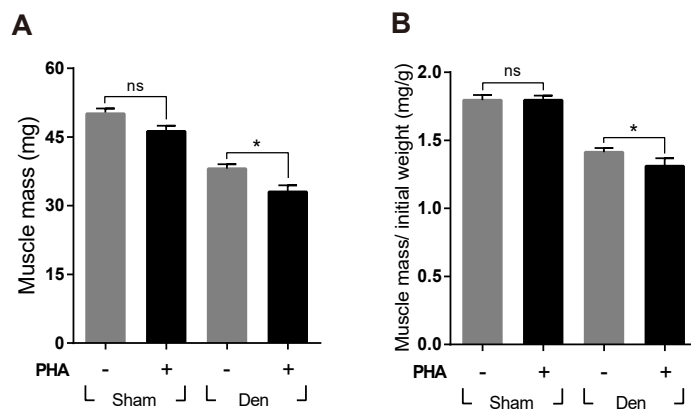 A
Muscle mass (mg)
60
45
30
15
0
ns
*
PHA - + - +
Sham Den
B
Muscle mass/ initial weight (mg/g)
2.0
1.5
1.0
0.5
0.0
ns
*
PHA - + - +
Sham Den